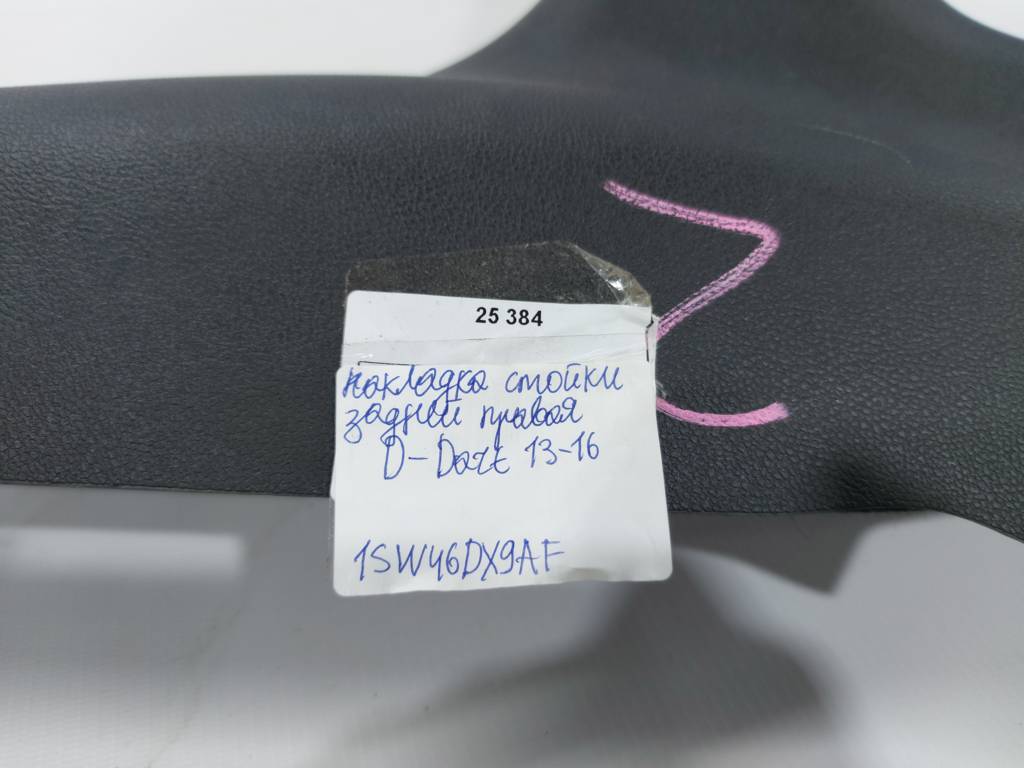 25 384
накладка стойки
задней правая
D-Dart 13-16
1SW46DX9AF